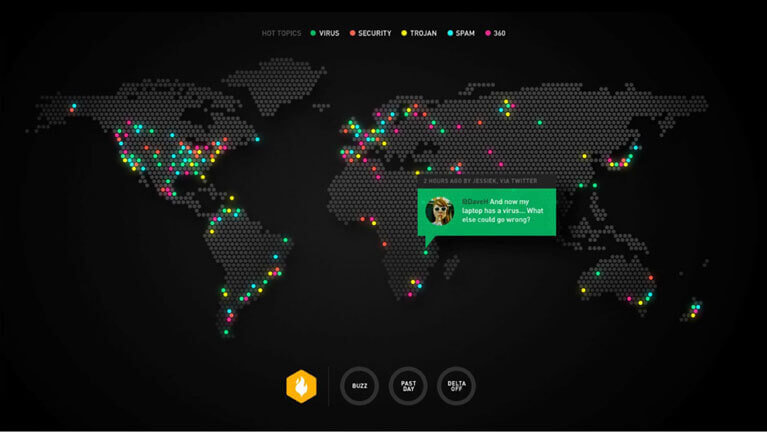 HOT TOPICS VIRUS SECURITY TROJAN SPAM 360
2 HOURS AGO BY JESSIEK, VIA TWITTER
@DaveH And now my
laptop has a virus... What
else could go wrong?
BUZZ
PAST
DAY
DELTA
OFF